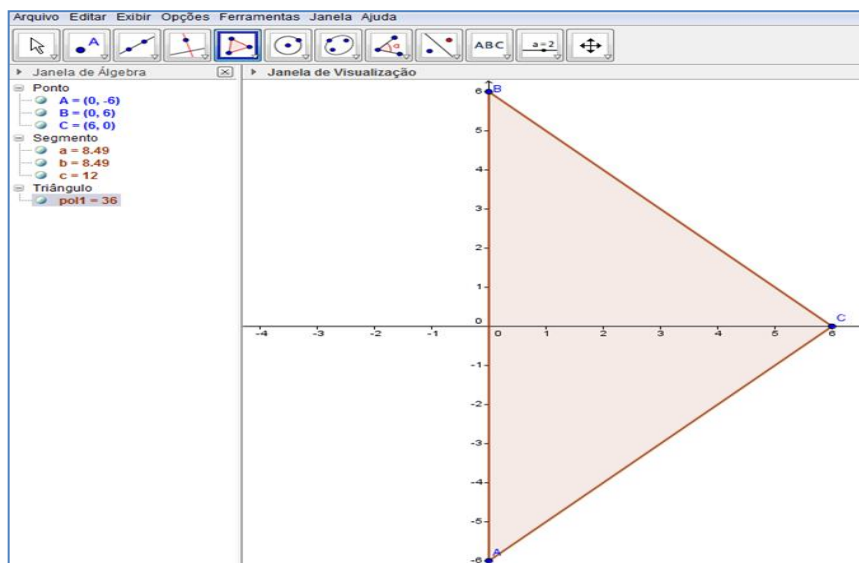 Arquivo Editar Exibir Opções Ferramentas Janela Ajuda
A
α
ABC
a=2
Janela de Álgebra
Janela de Visualização
Ponto
A = (0, -6)
B = (0, 6)
C = (6, 0)
Segmento
a = 8.49
b = 8.49
c = 12
Triângulo
pol1 = 36
6 B
5
4
3
2
1
0
C
-4 -3 -2 -1 0 1 2 3 4 5 6
-1
-2
-3
-4
-5
A
-6